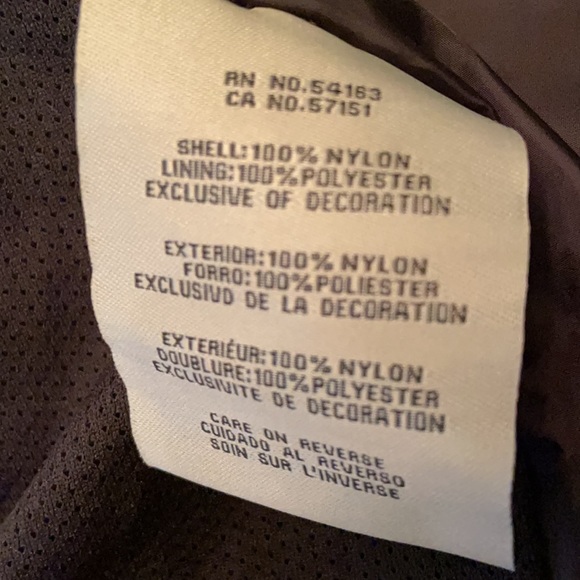 RN NO.54163
CA NO.57151
SHELL:100% NYLON
LINING:100%POLYESTER
EXCLUSIVE OF DECORATION
EXTERIOR:100% NYLON
FORRO:100%POLIESTER
EXCLUSIVO DE LA DECORATION
EXTERIÉUR:100% NYLON
DOUBLURE:100%POLYESTER
EXCLUSIVITE DE DECORATION
CARE ON REVERSE
CUIDADO AL REVERSO
SOIN SUR L'INVERSE